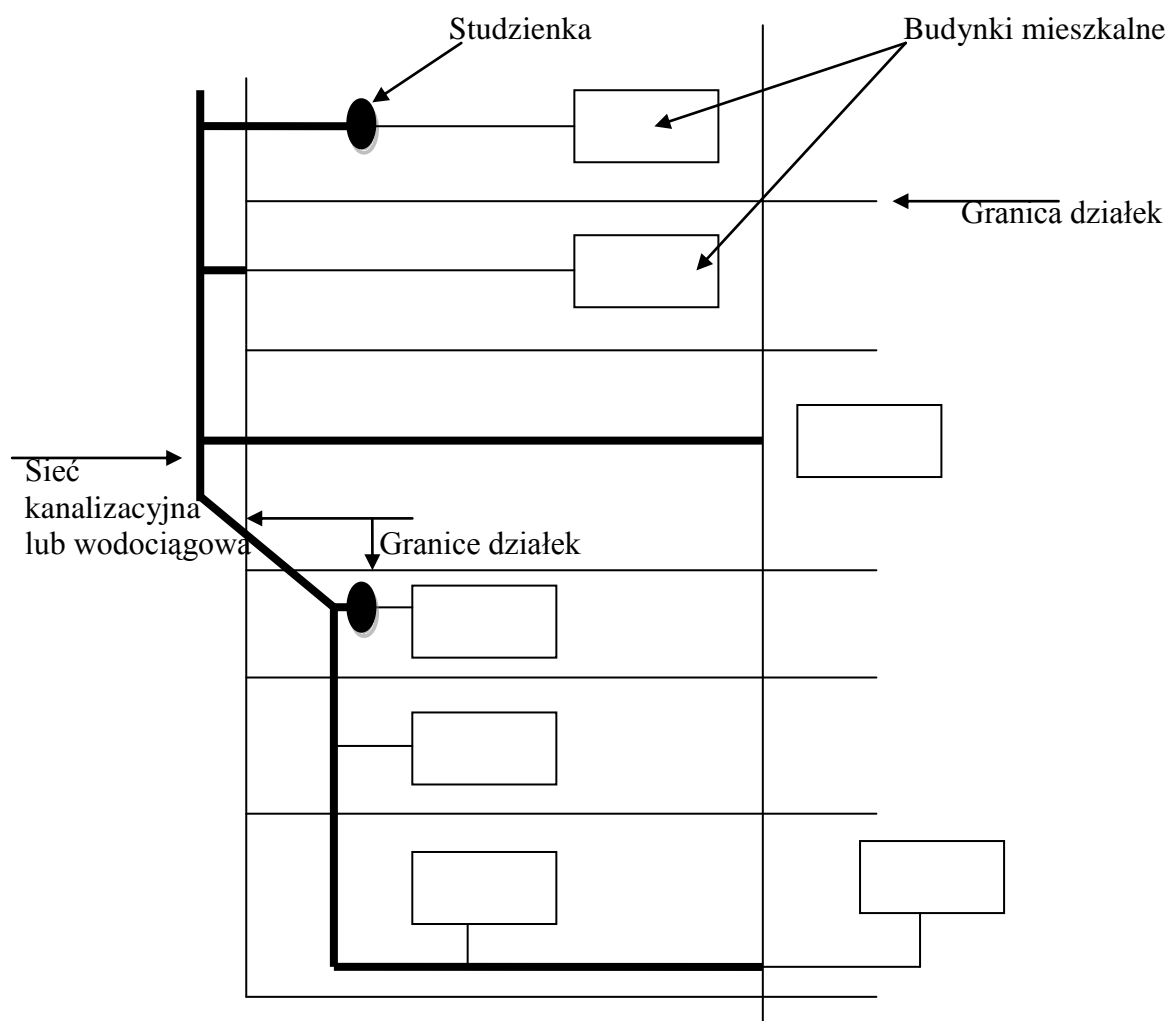 Studzienka
Budynki mieszkalne
Granica działek
Sieć
kanalizacyjna
lub wodociągowa
Granice działek